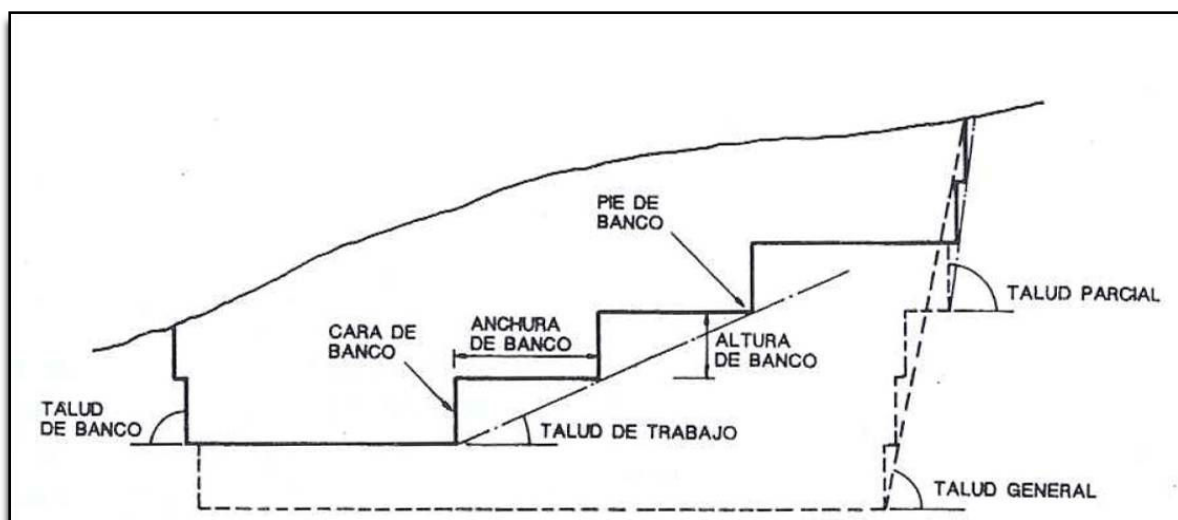 PIE DE
BANCO
TALUD PARCIAL
ANCHURA
DE BANCO
CARA DE
BANCO
ALTURA
DE BANCO
TALUD
DE BANCO
TALUD DE TRABAJO
TALUD GENERAL